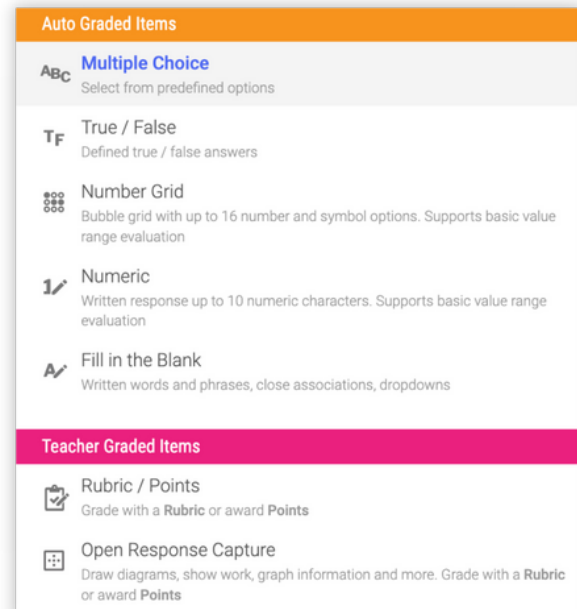 Auto Graded Items
ABC Multiple Choice
Select from predefined options
TF True / False
Defined true / false answers
Number Grid
Bubble grid with up to 16 number and symbol options. Supports basic value
range evaluation
1 Numeric
Written response up to 10 numeric characters. Supports basic value range
evaluation
A Fill in the Blank
Written words and phrases, close associations, dropdowns
Teacher Graded Items
Rubric / Points
Grade with a Rubric or award Points
Open Response Capture
Draw diagrams, show work, graph information and more. Grade with a Rubric
or award Points